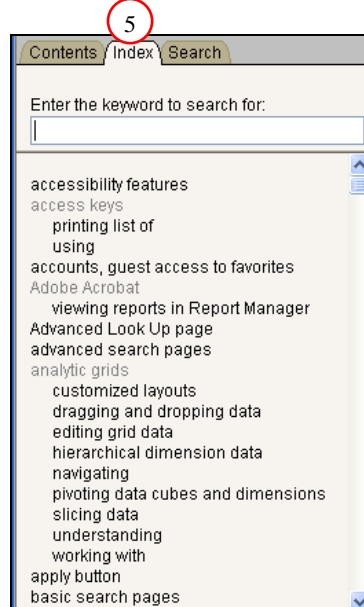 5
Contents Index Search
Enter the keyword to search for:
accessibility features
access keys
printing list of
using
accounts, guest access to favorites
Adobe Acrobat
viewing reports in Report Manager
Advanced Look Up page
advanced search pages
analytic grids
customized layouts
dragging and dropping data
editing grid data
hierarchical dimension data
navigating
pivoting data cubes and dimensions
slicing data
understanding
working with
apply button
basic search pages